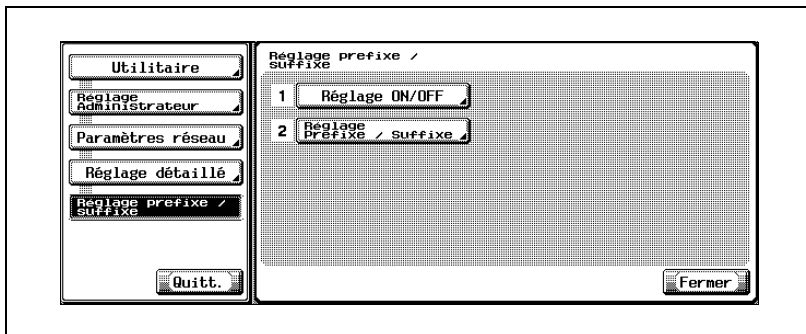 Utilitaire
Réglage
Administrateur
Paramètres réseau
Réglage détaillé
Réglage prefixe /
suffixe
Quitt.
Réglage prefixe /
suffixe
1 Réglage ON/OFF
2 Réglage
Préfixe / Suffixe
Fermer